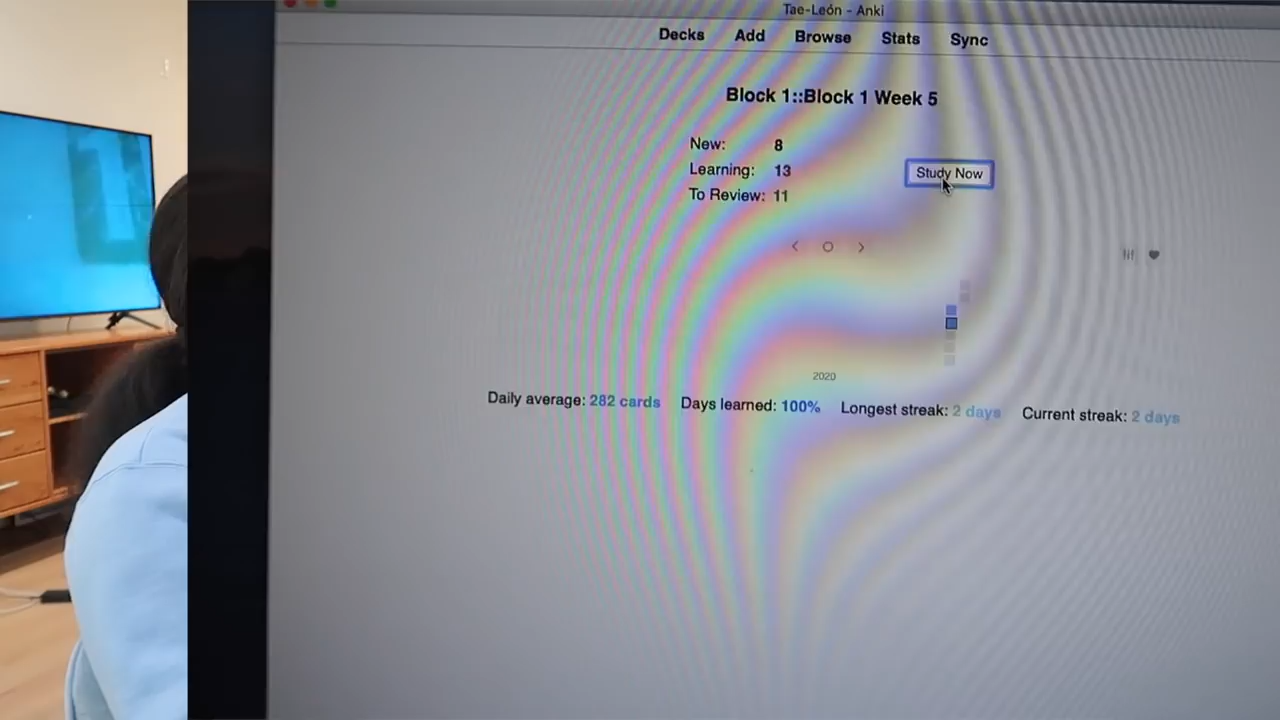 Tae-León - Anki
Decks Add Browse Stats Sync
Block 1::Block 1 Week 5
New: 8
Learning: 13
To Review: 11
Study Now
2020
Daily average: 282 cards Days learned: 100% Longest streak: 2 days Current streak: 2 days